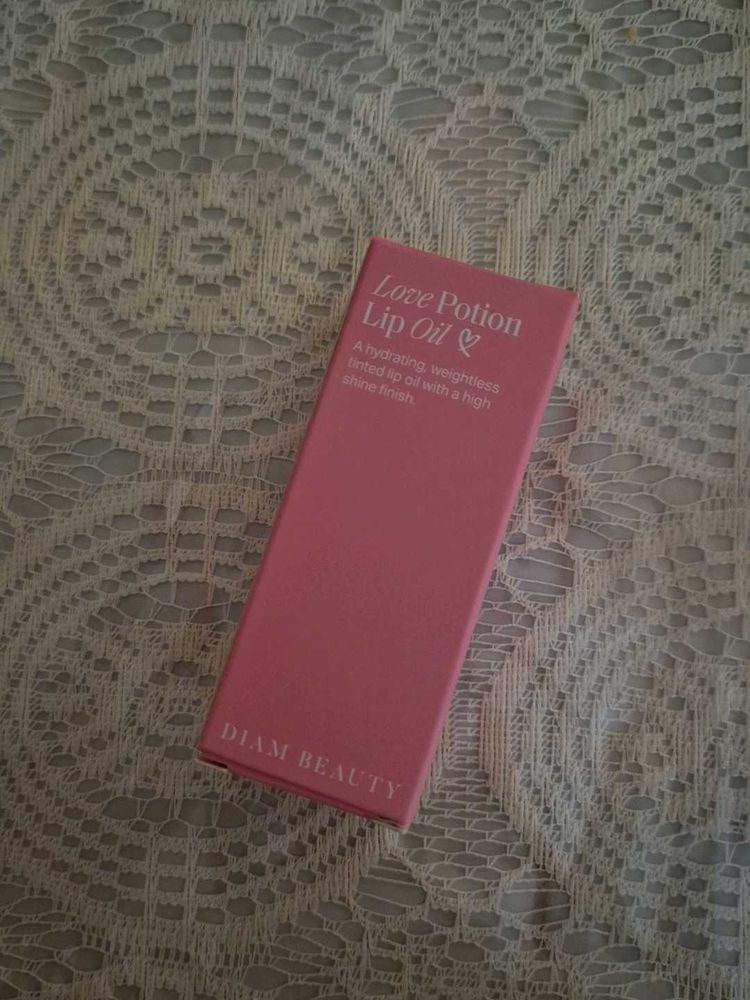 Love Potion
Lip Oil
A hydrating, weightless
tinted lip oil with a high
shine finish.
DIAM BEAUTY